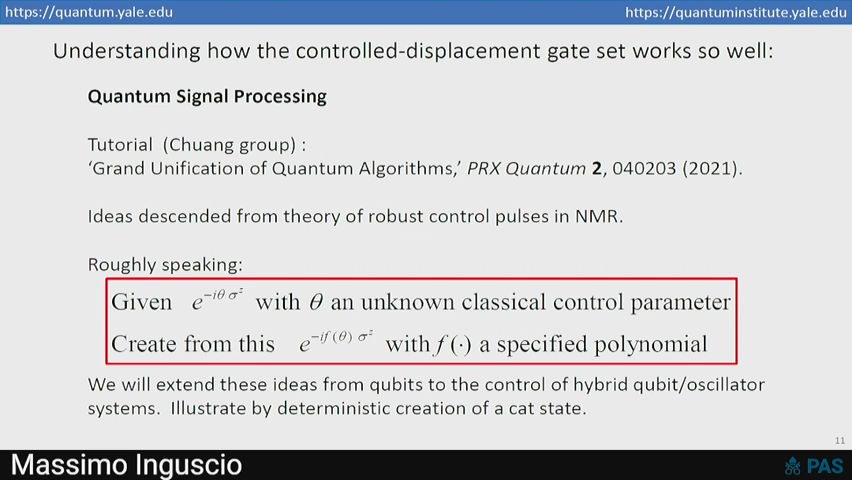 https://quantum.yale.edu
https://quantuminstitute.yale.edu
Understanding how the controlled-displacement gate set works so well:
Quantum Signal Processing
Tutorial (Chuang group) :
‘Grand Unification of Quantum Algorithms,’ PRX Quantum 2, 040203 (2021).
Ideas descended from theory of robust control pulses in NMR.
Roughly speaking:
Given e^{-iθ σ^z} with θ an unknown classical control parameter
Create from this e^{-if(θ) σ^z} with f(·) a specified polynomial
We will extend these ideas from qubits to the control of hybrid qubit/oscillator
systems. Illustrate by deterministic creation of a cat state.
11
Massimo Inguscio
PAS